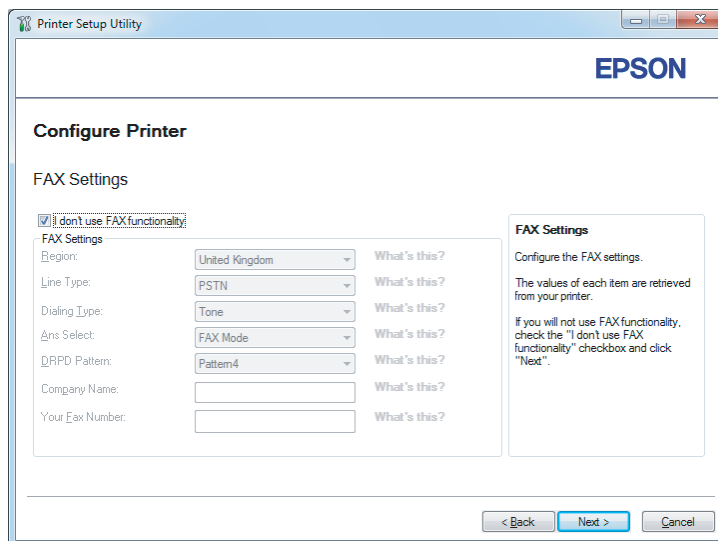 Printer Setup Utility
EPSON
Configure Printer
FAX Settings
I don't use FAX functionality
FAX Settings
Region:
United Kingdom
What's this?
Line Type:
PSTN
What's this?
Dialing Type:
Tone
What's this?
Ans Select:
FAX Mode
What's this?
DRPD Pattern:
Pattern4
What's this?
Company Name:
What's this?
Your Fax Number:
What's this?
FAX Settings
Configure the FAX settings.
The values of each item are retrieved
from your printer.
If you will not use FAX functionality,
check the "I don't use FAX
functionality" checkbox and click
"Next".
< Back
Next >
Cancel